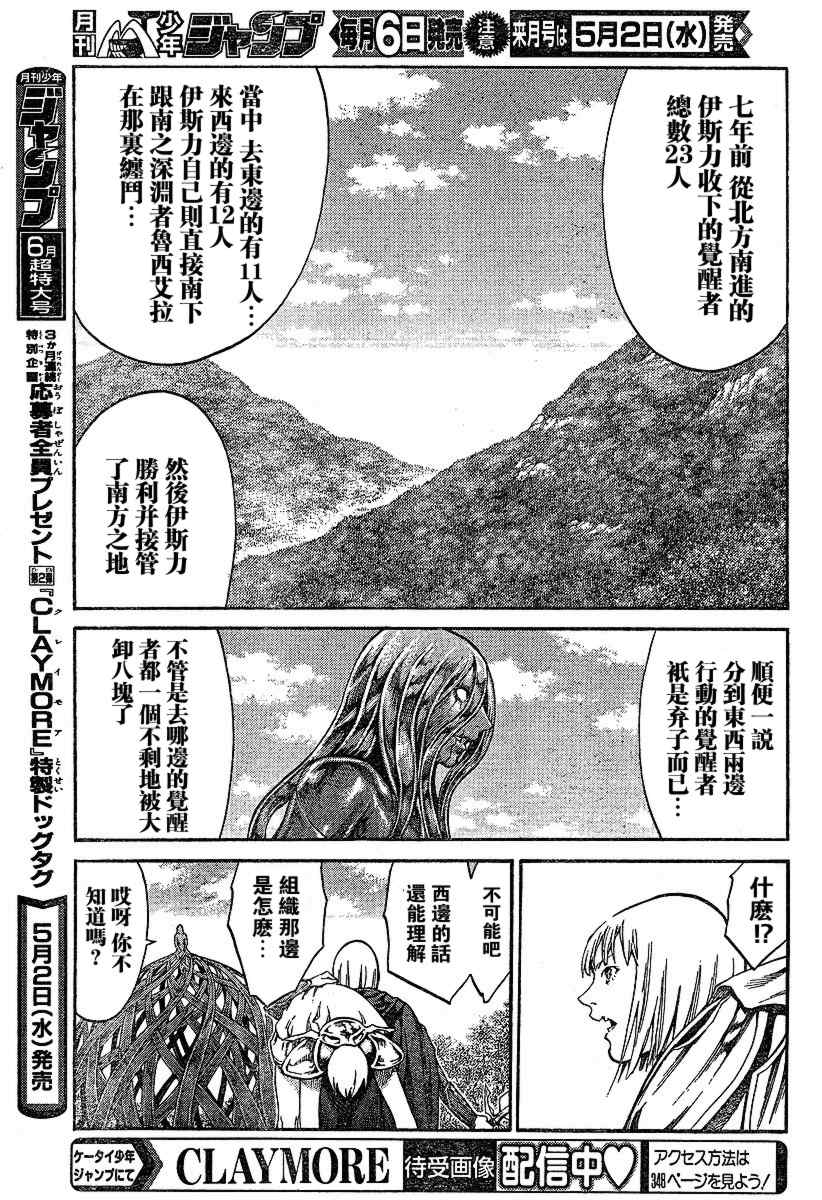 月刊少年ジャンプ
毎月6日発売
注意
来月号は5月2日(水)発売
月刊少年
ジャンプ
6月超特大号
3か月連続
特別企画
応募者全員プレゼント
第2弾
『CLAYMORE』特製ドッグタグ
5月2日(水)発売
七年前 從北方南進的
伊斯力收下的覺醒者
總數23人
當中 去東邊的有11人…
來西邊的有12人
伊斯力自己則直接南下
跟南之深淵者魯西艾拉
在那裏纏鬥…
然後伊斯力
勝利并接管
了南方之地
順便一説
分到東西兩邊
行動的覺醒者
衹是弃子而已…
不管是去哪邊的覺醒
者都一個不剩地被大
卸八塊了
什麽!?
不可能吧
西邊的話
還能理解
組織那邊
是怎麽…
哎呀 你不
知道嗎?
ケータイ少年
ジャンプにて
CLAYMORE
待受画像
配信中♥
アクセス方法は
348ページを見よう!